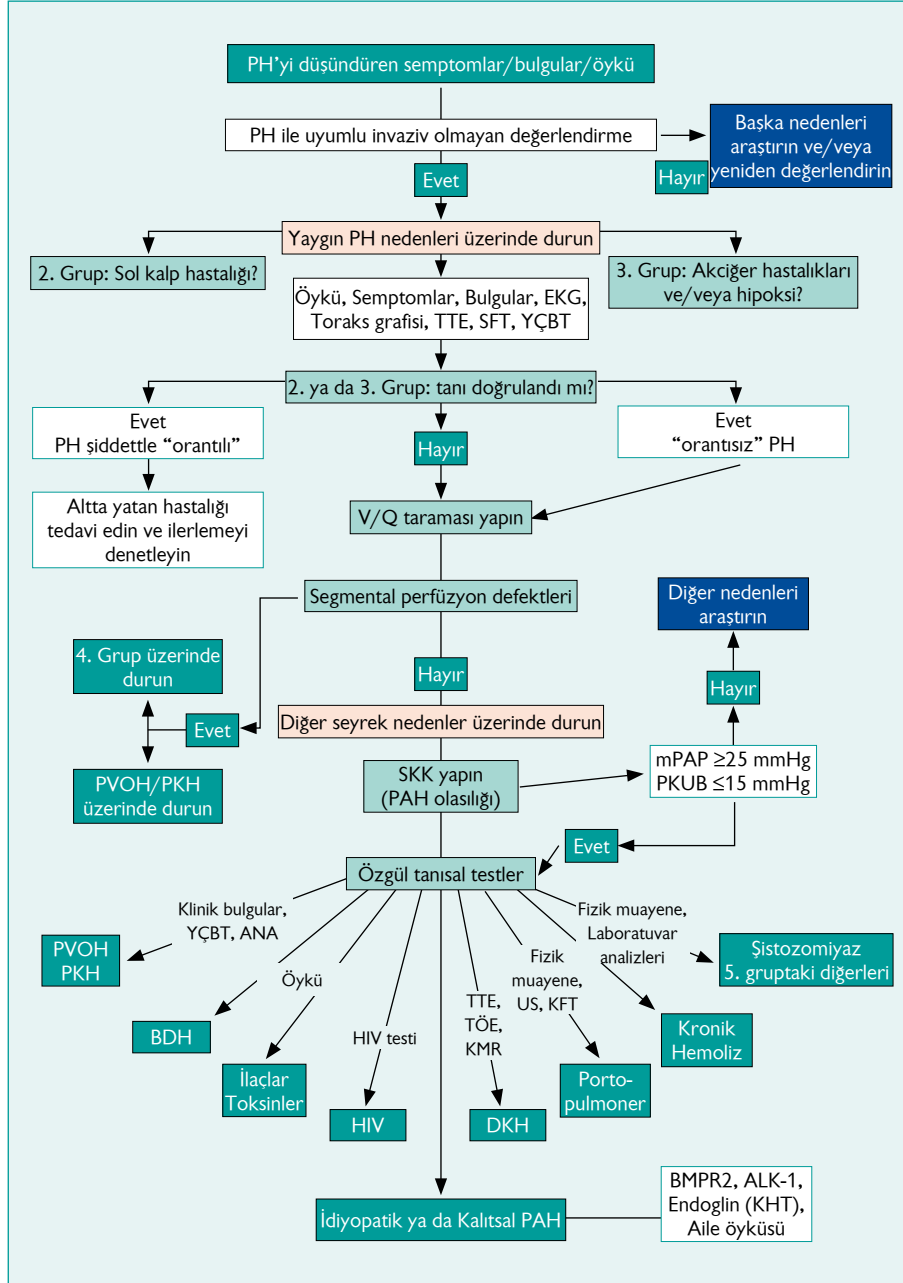 PH'yi düşündüren semptomlar/bulgular/öykü
PH ile uyumlu invaziv olmayan değerlendirme
Başka nedenleri
araştırın ve/veya
yeniden değerlendirin
Hayır
Evet
Yaygın PH nedenleri üzerinde durun
2. Grup: Sol kalp hastalığı?
3. Grup: Akciğer hastalıkları
ve/veya hipoksi?
Öykü, Semptomlar, Bulgular, EKG,
Toraks grafisi, TTE, SFT, YÇBT
2. ya da 3. Grup: tanı doğrulandı mı?
Evet
PH şiddettle “orantılı”
Hayır
Evet
“orantısız” PH
Altta yatan hastalığı
tedavi edin ve ilerlemeyi
denetleyin
V/Q taraması yapın
Segmental perfüzyon defektleri
Diğer nedenleri
araştırın
4. Grup üzerinde
durun
Hayır
Hayır
Evet
Diğer seyrek nedenler üzerinde durun
PVOH/PKH
üzerinde durun
SKK yapın
(PAH olasılığı)
mPAP ≥25 mmHg
PKUB ≤15 mmHg
Evet
Özgül tanısal testler
Klinik bulgular,
YÇBT, ANA
Fizik muayene,
Laboratuvar
analizleri
PVOH
PKH
Şistozomiyaz
5. gruptaki diğerleri
Öykü
Fizik
muayene,
US, KFT
TTE,
TÖE,
KMR
HIV testi
BDH
Kronik
Hemoliz
İlaçlar
Toksinler
Porto-
pulmoner
HIV
DKH
İdiyopatik ya da Kalıtsal PAH
BMPR2, ALK-1,
Endoglin (KHT),
Aile öyküsü